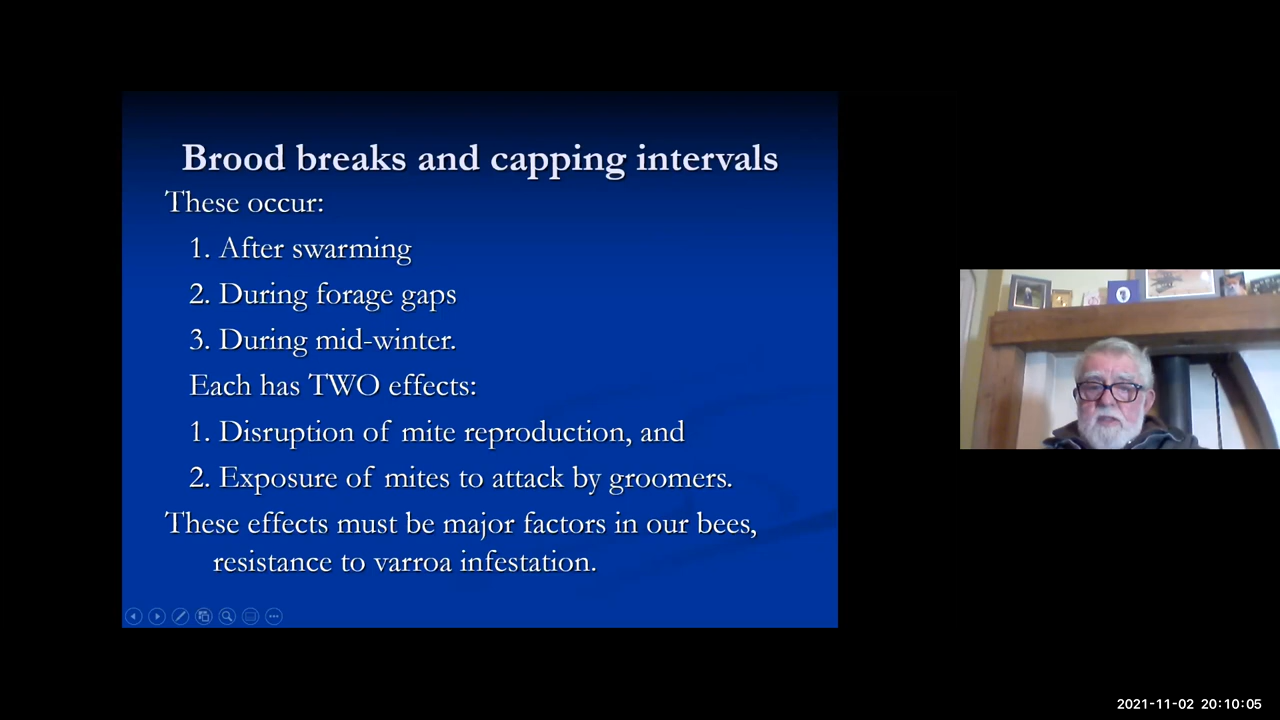 Brood breaks and capping intervals
These occur:
1. After swarming
2. During forage gaps
3. During mid-winter.
Each has TWO effects:
1. Disruption of mite reproduction, and
2. Exposure of mites to attack by groomers.
These effects must be major factors in our bees,
resistance to varroa infestation.
2021-11-02 20:10:05